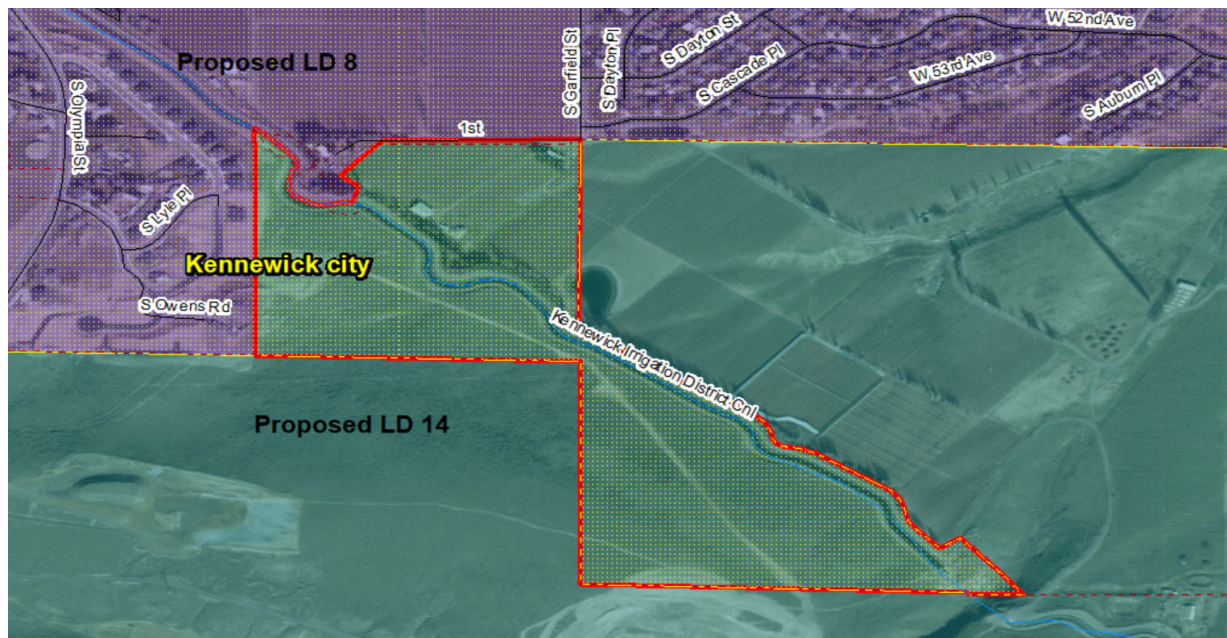 W 52nd Ave
Proposed LD 8
S Garfield St
S Dayton Pl
S Dayton St
S Cascade Pl
W 53rd Ave
S Auburn Pl
S Olympia St
1st
S Lyle Pl
Kennewick city
S Owens Rd
Kennewick Irrigation District Cnl
Proposed LD 14